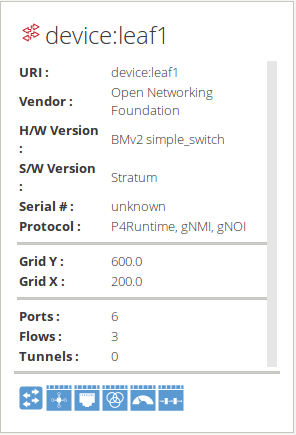 device:leaf1
URI : device:leaf1
Vendor : Open Networking
Foundation
H/W Version
: BMv2 simple_switch
S/W Version
: Stratum
Serial # : unknown
Protocol : P4Runtime, gNMI, gNOI
Grid Y : 600.0
Grid X : 200.0
Ports : 6
Flows : 3
Tunnels : 0